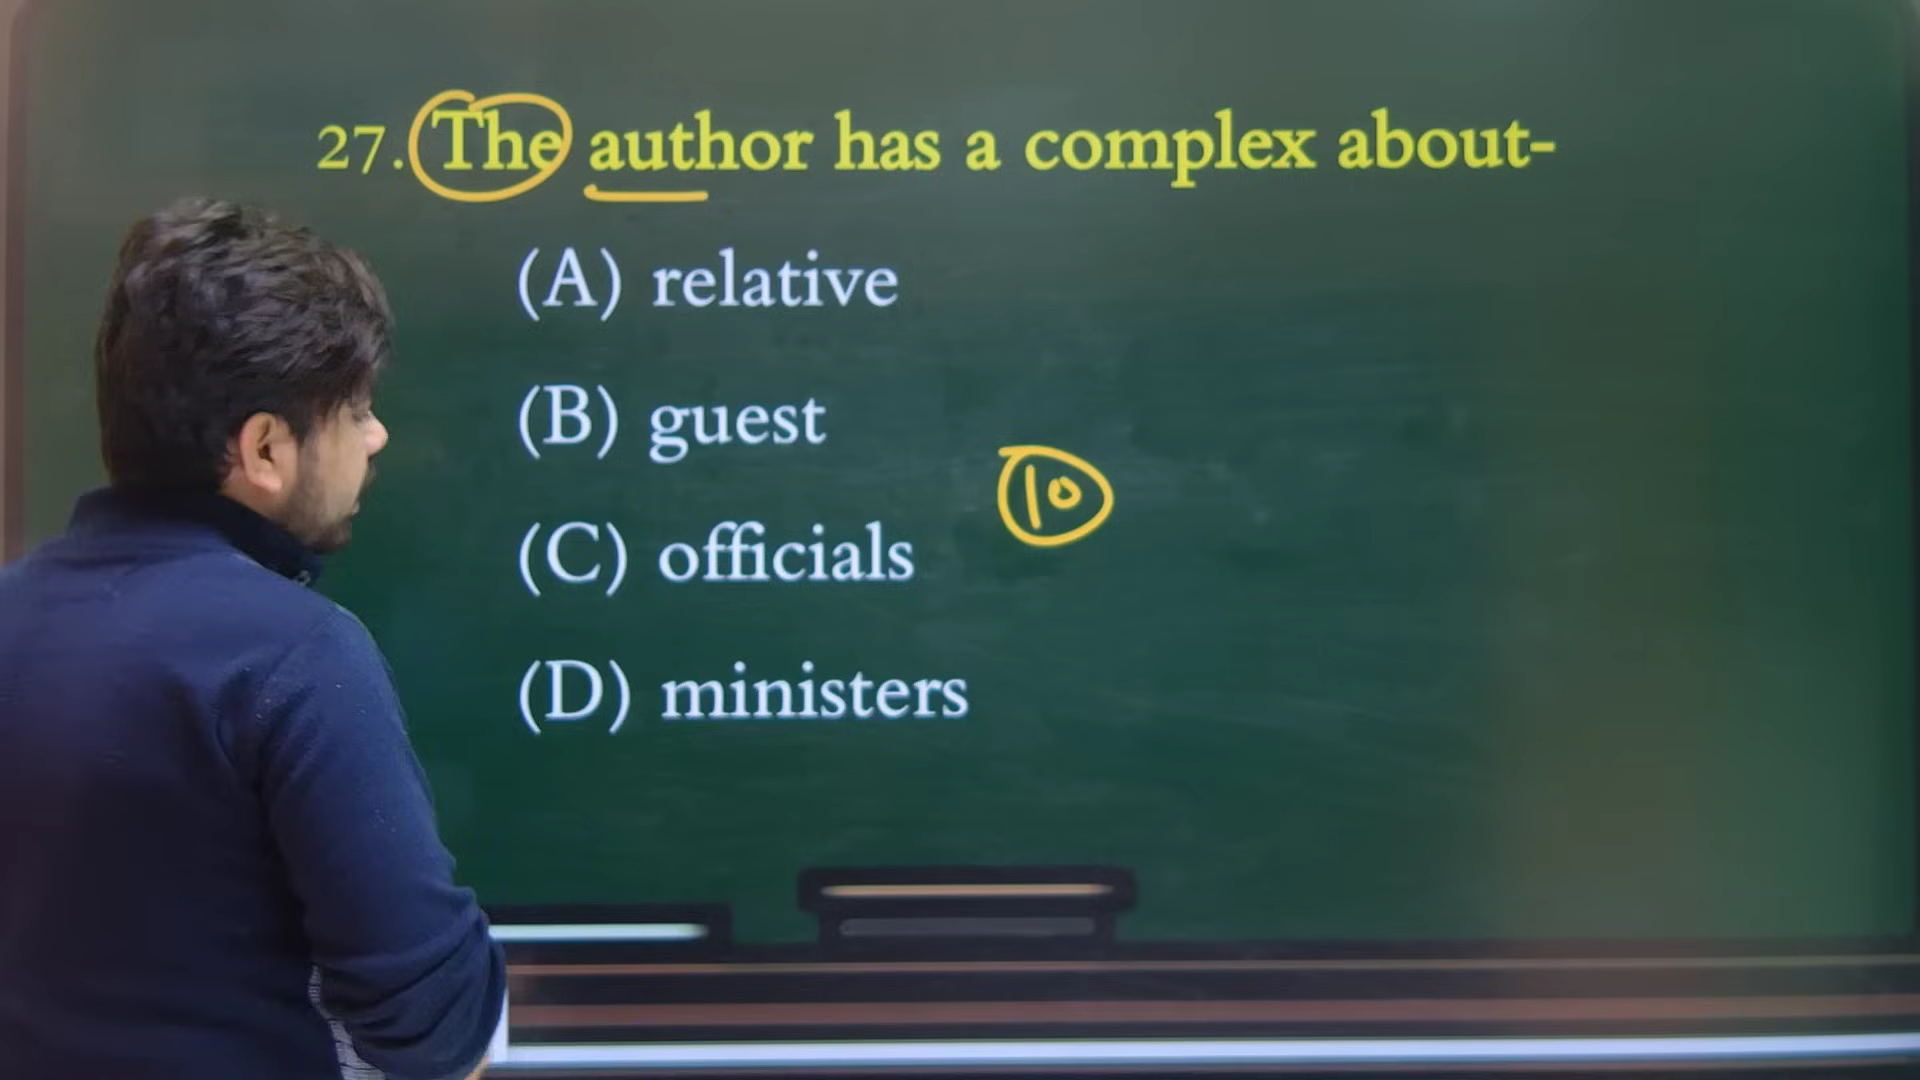 27. The author has a complex about-
(A) relative
(B) guest
10
(C) officials
(D) ministers